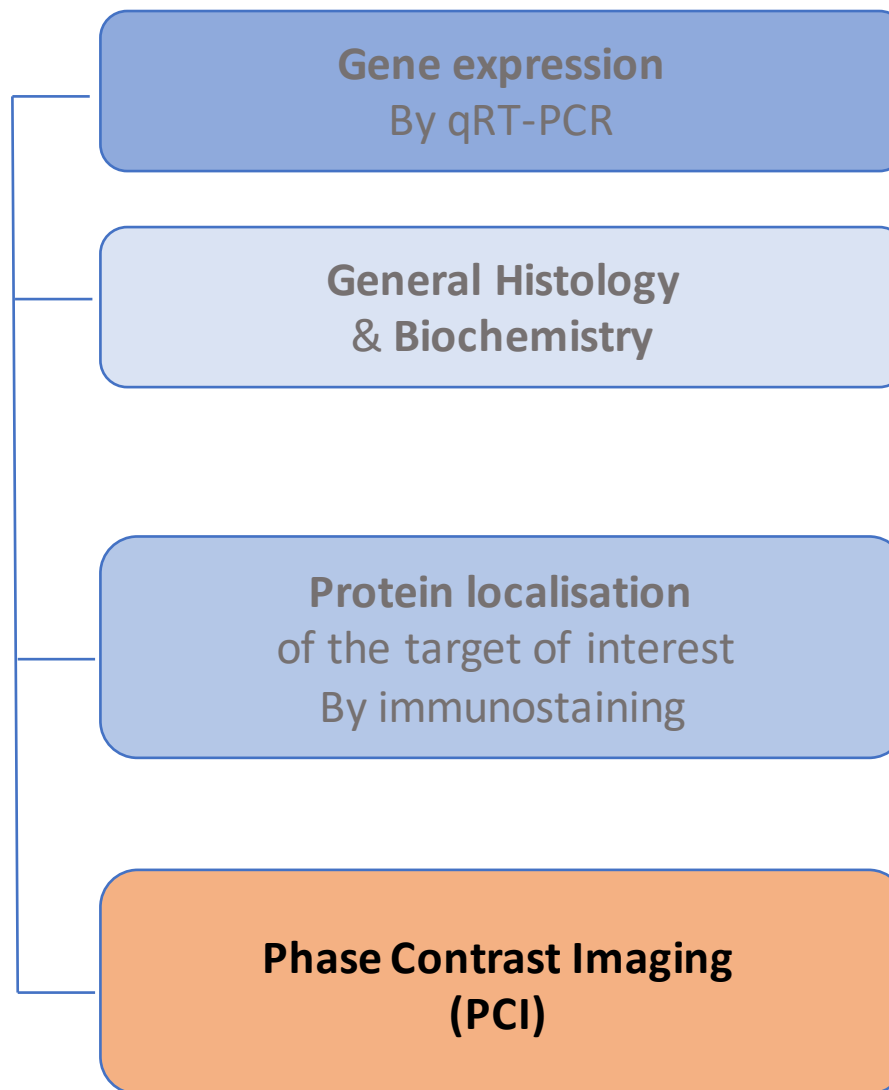 Gene expression
By qRT-PCR
General Histology
& Biochemistry
Protein localisation
of the target of interest
By immunostaining
Phase Contrast Imaging
(PCI)